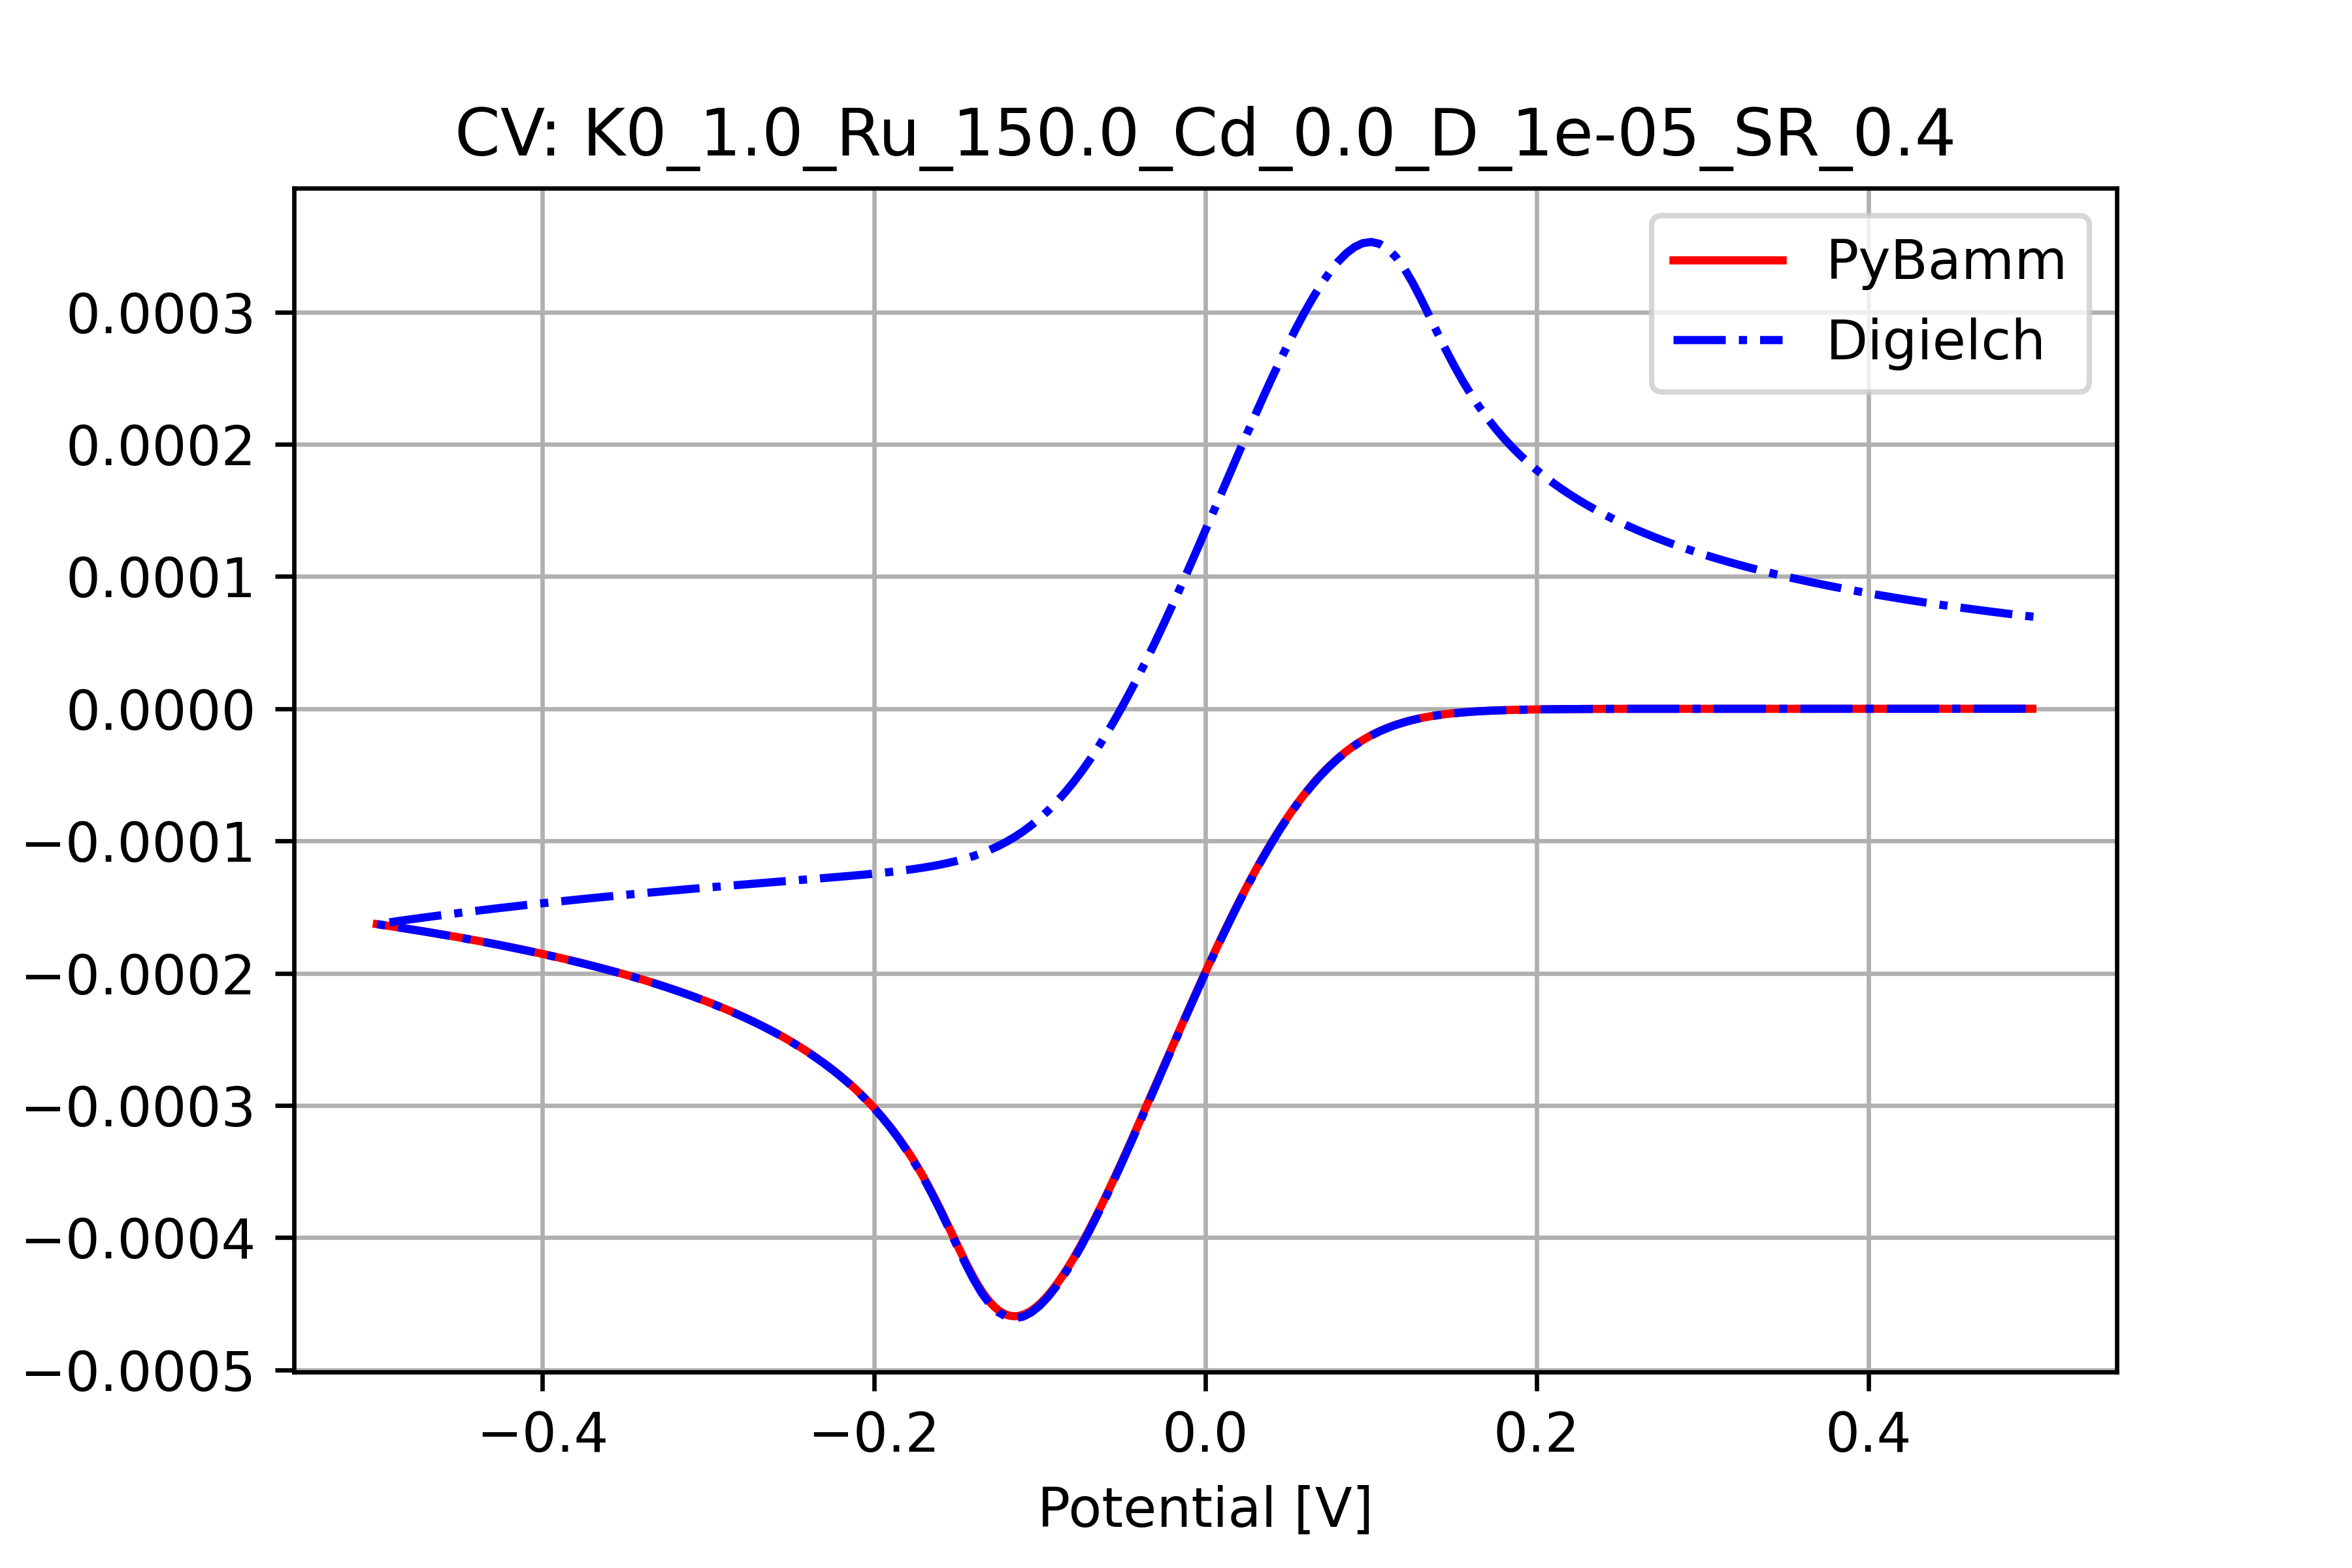 CV: K0_1.0_Ru_150.0_Cd_0.0_D_1e-05_SR_0.4
PyBamm
Digielch
0.0003
0.0002
0.0001
0.0000
−0.0001
−0.0002
−0.0003
−0.0004
−0.0005
−0.4 −0.2 0.0 0.2 0.4
Potential [V]